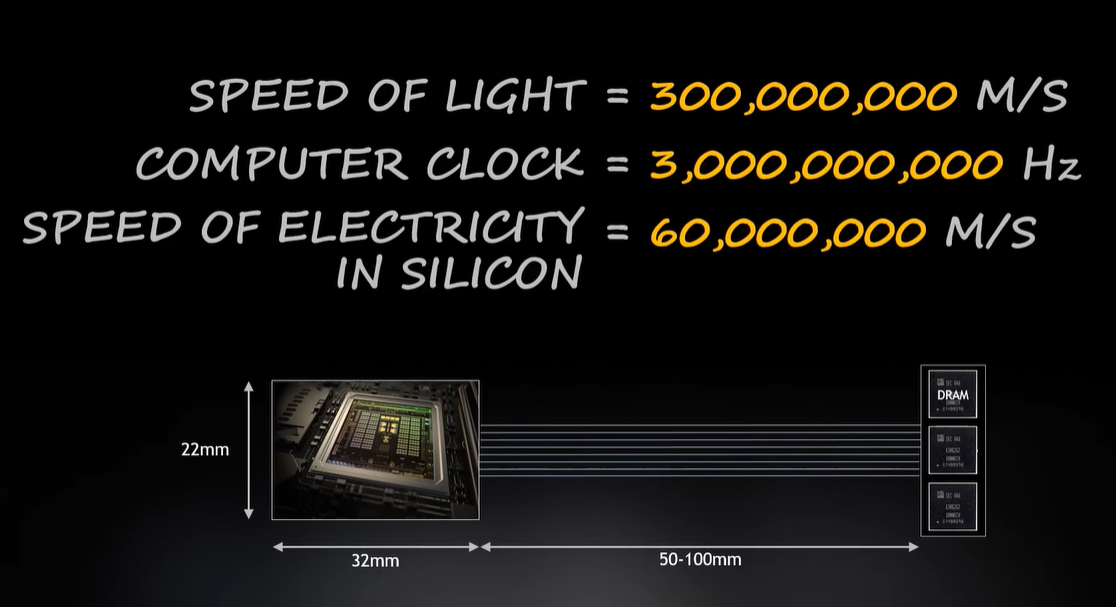 SPEED OF LIGHT = 300,000,000 M/S
COMPUTER CLOCK = 3,000,000,000 Hz
SPEED OF ELECTRICITY = 60,000,000 M/S
IN SILICON
DRAM
22mm
32mm
50-100mm